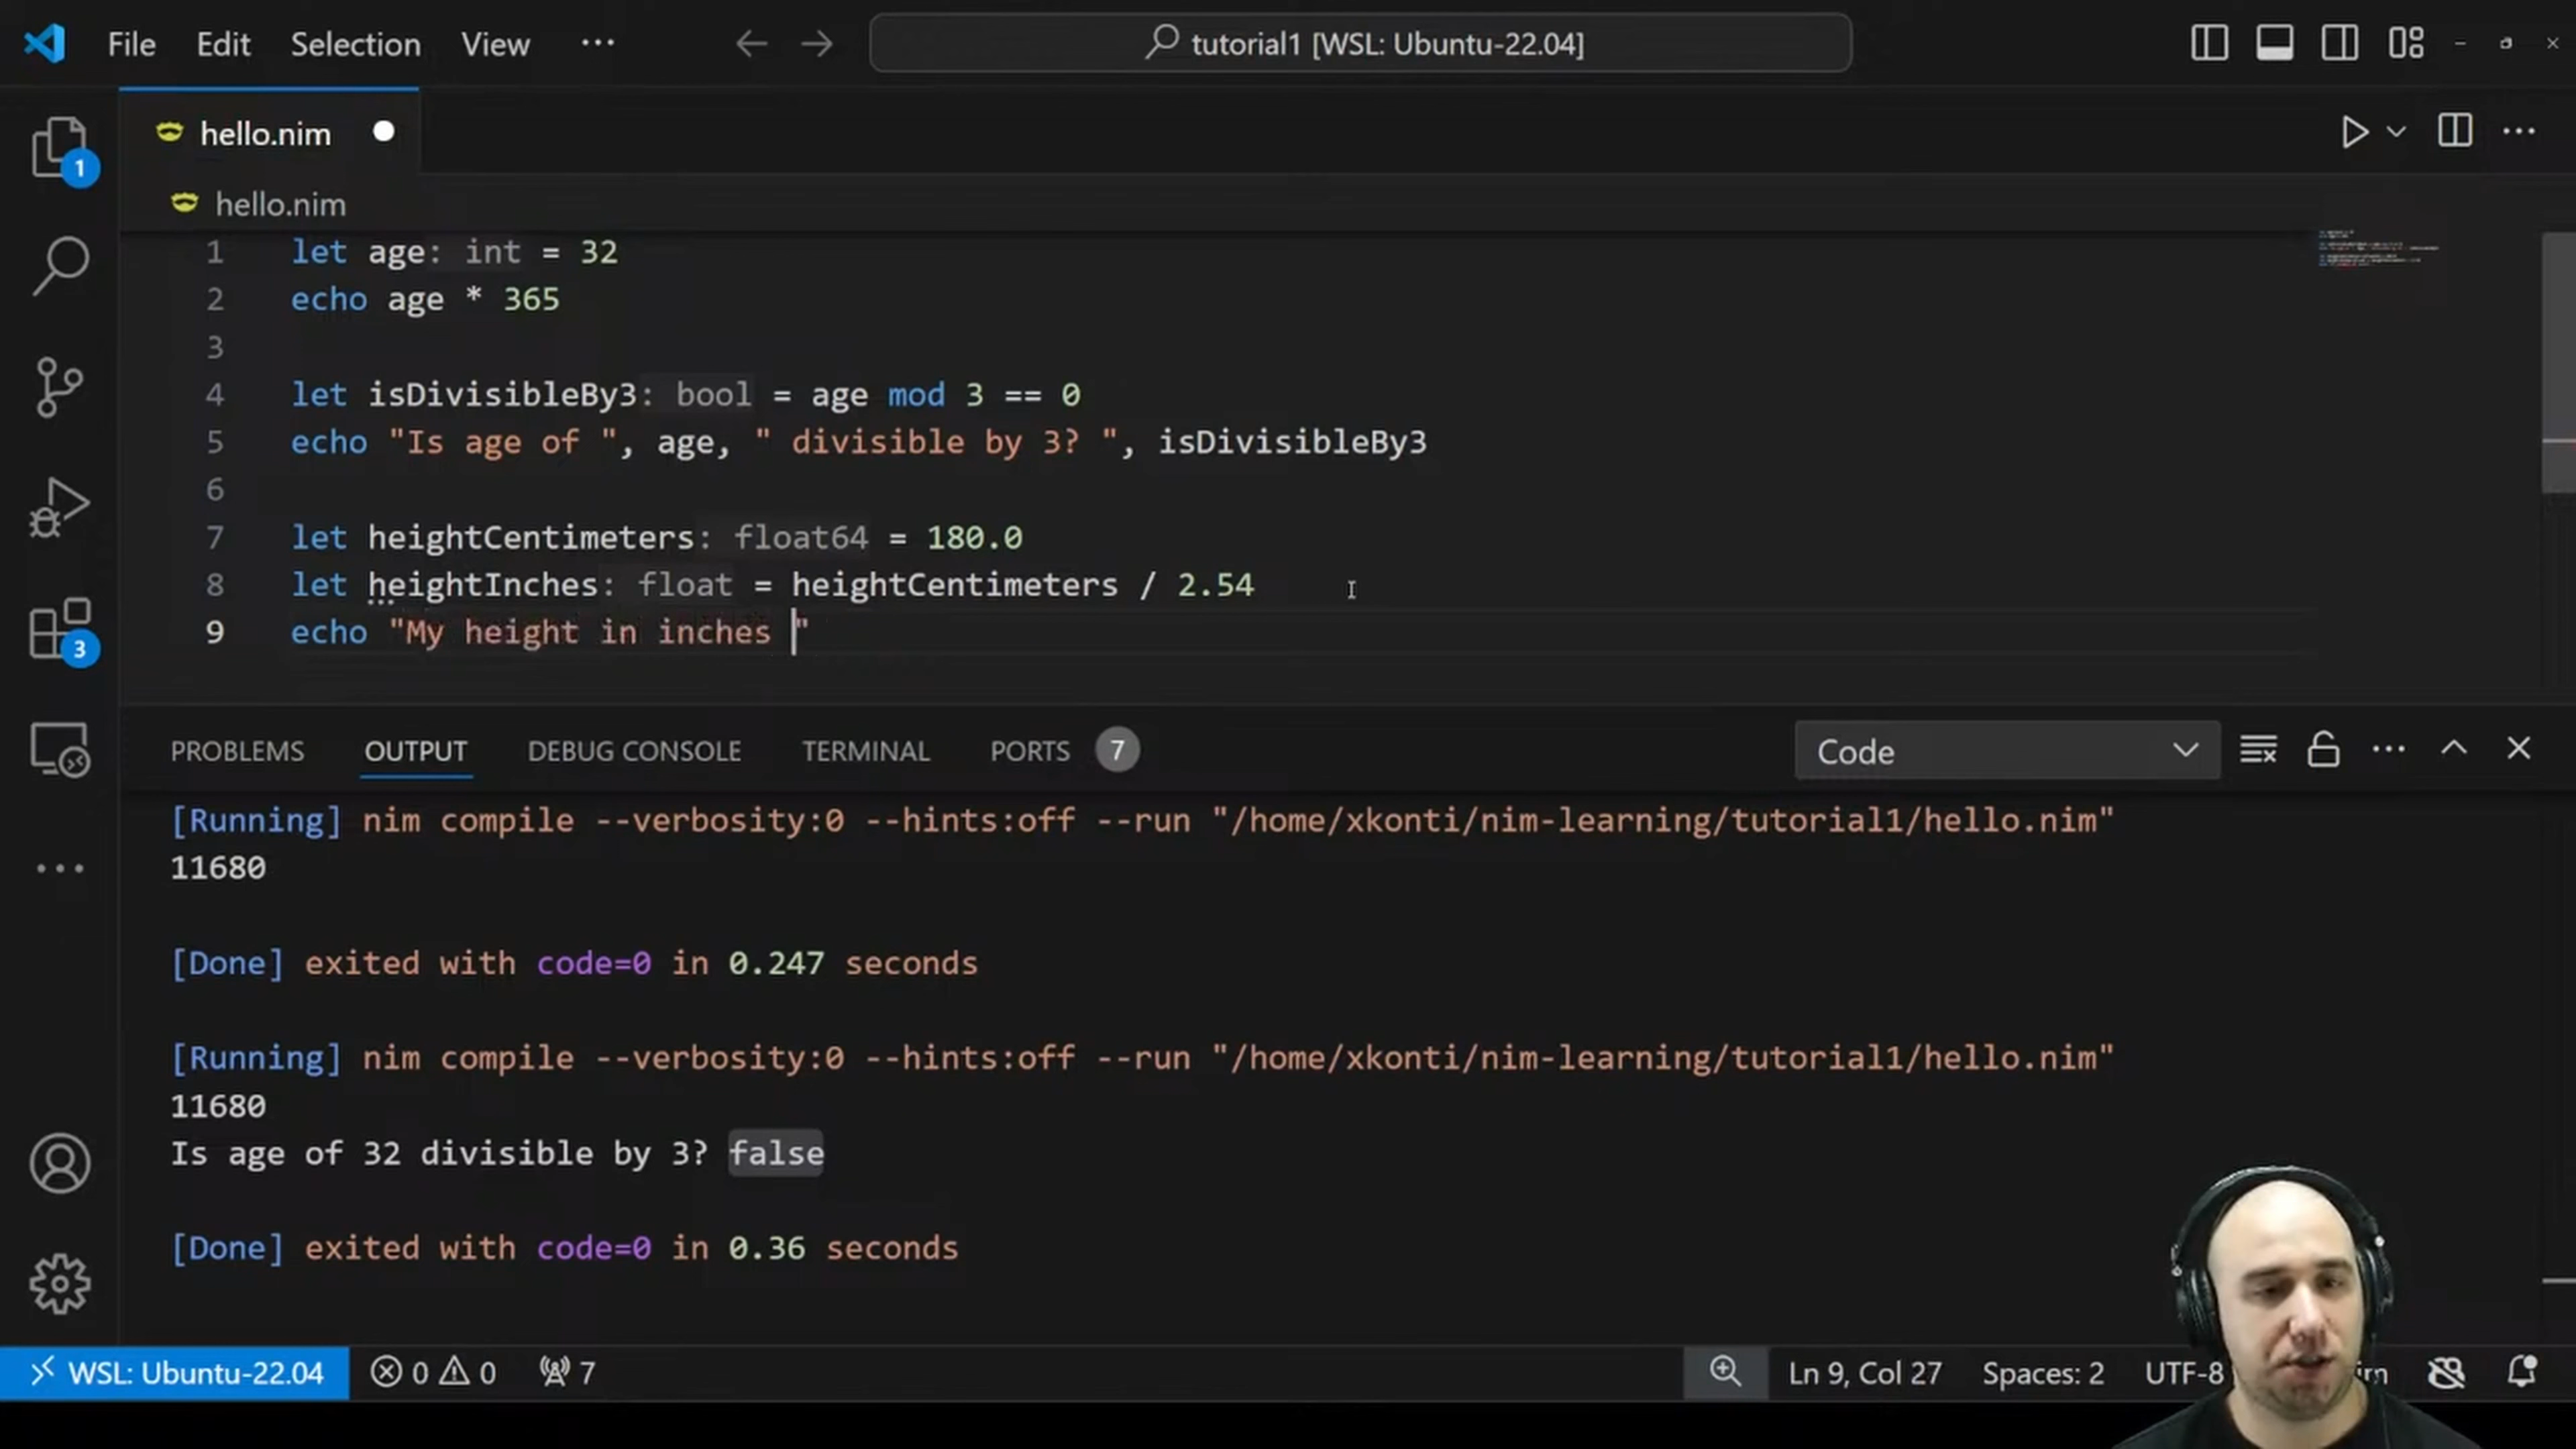 File Edit Selection View ... tutorial1 [WSL: Ubuntu-22.04]
hello.nim
hello.nim
1 let age: int = 32
2 echo age * 365
3
4 let isDivisibleBy3: bool = age mod 3 == 0
5 echo "Is age of ", age, " divisible by 3? ", isDivisibleBy3
6
7 let heightCentimeters: float64 = 180.0
8 let heightInches: float = heightCentimeters / 2.54
9 echo "My height in inches "
1
3
PROBLEMS OUTPUT DEBUG CONSOLE TERMINAL PORTS 7 Code
[Running] nim compile --verbosity:0 --hints:off --run "/home/xkonti/nim-learning/tutorial1/hello.nim"
11680
[Done] exited with code=0 in 0.247 seconds
[Running] nim compile --verbosity:0 --hints:off --run "/home/xkonti/nim-learning/tutorial1/hello.nim"
11680
Is age of 32 divisible by 3? false
[Done] exited with code=0 in 0.36 seconds
WSL: Ubuntu-22.04 0 0 7 Ln 9, Col 27 Spaces: 2 UTF-8